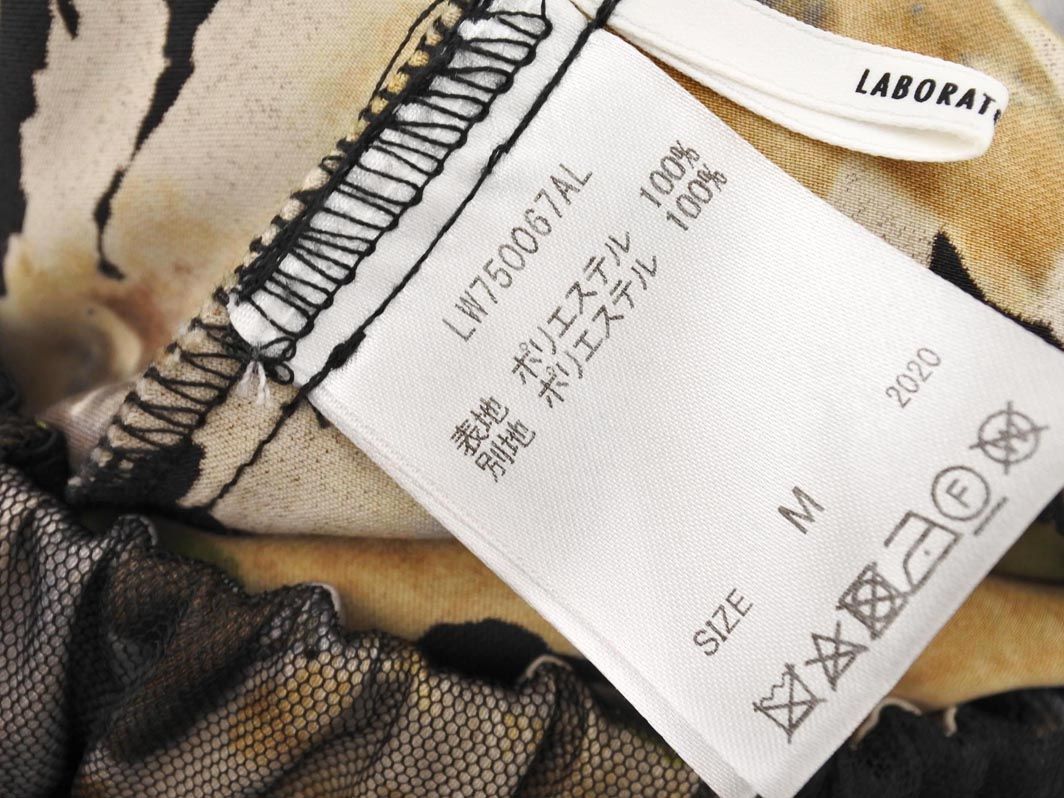 LABORAT
LW750067AL
表地 ポリエステル 100%
別地 ポリエステル 100%
2020
SIZE M
F
W